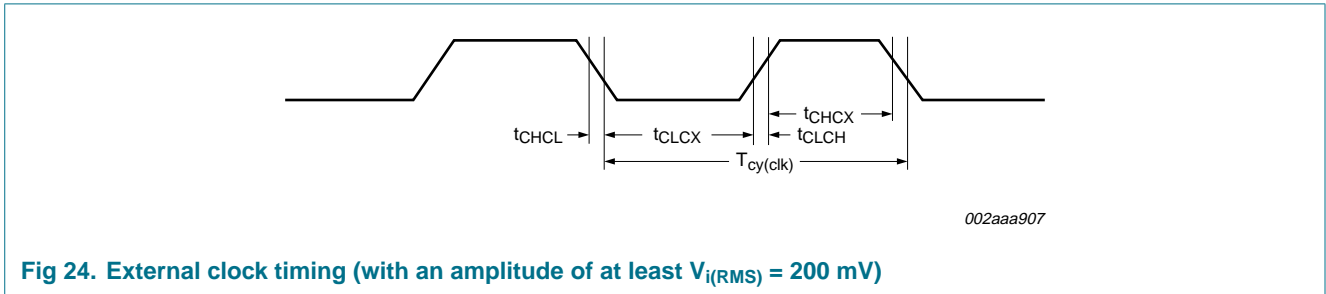 tCHCX
tCHCL tCLCX tCLCH
Tcy(clk)
002aaa907
Fig 24. External clock timing (with an amplitude of at least Vi(RMS) = 200 mV)